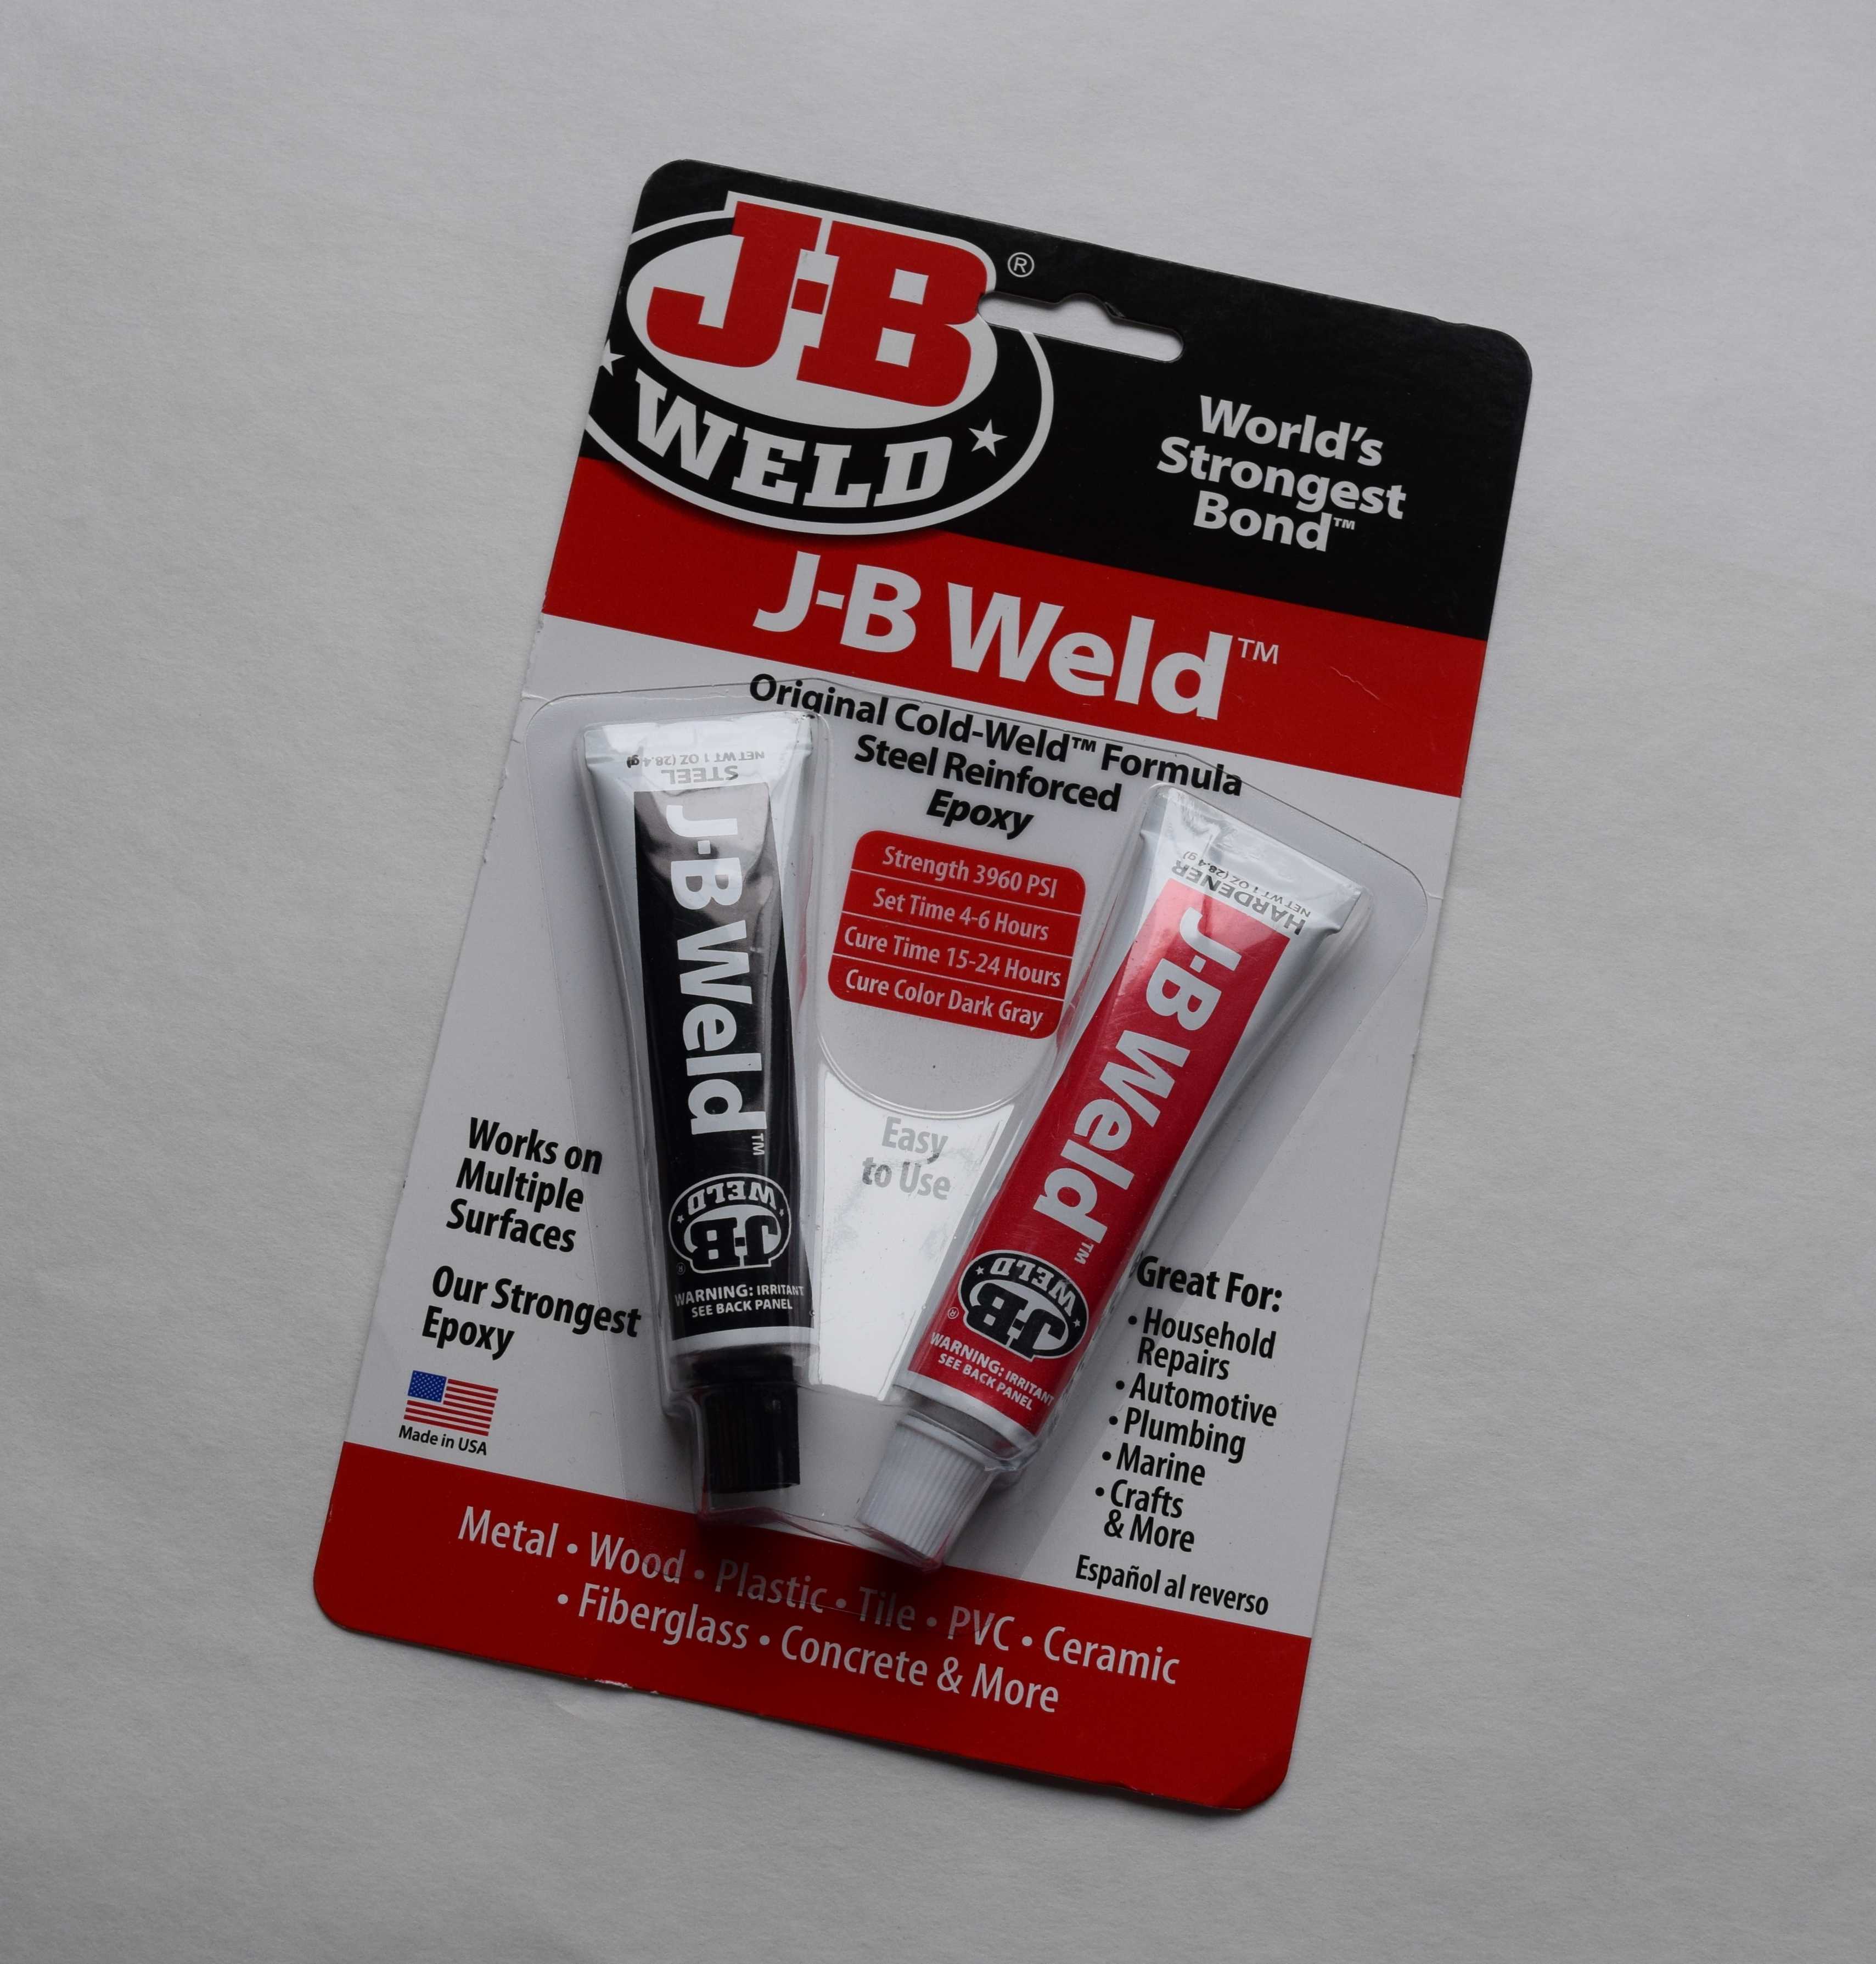 J-B
WELD
®
World's
Strongest
Bond™
J-B Weld™
Original Cold-Weld™ Formula
Steel Reinforced
Epoxy
Strength 3960 PSI
Set Time 4-6 Hours
Cure Time 15-24 Hours
Cure Color Dark Gray
Easy
to Use
NET WT 1 OZ (28.4 g)
STEEL
J-B Weld™
J-B
WELD
®
WARNING: IRRITANT
SEE BACK PANEL
NET WT 1 OZ (28.4 g)
HARDENER
J-B Weld™
J-B
WELD
®
WARNING: IRRITANT
SEE BACK PANEL
Works on
Multiple
Surfaces
Our Strongest
Epoxy
Made in USA
Great For:
• Household
Repairs
• Automotive
• Plumbing
• Marine
• Crafts
& More
Español al reverso
Metal • Wood • Plastic • Tile • PVC • Ceramic
• Fiberglass • Concrete & More